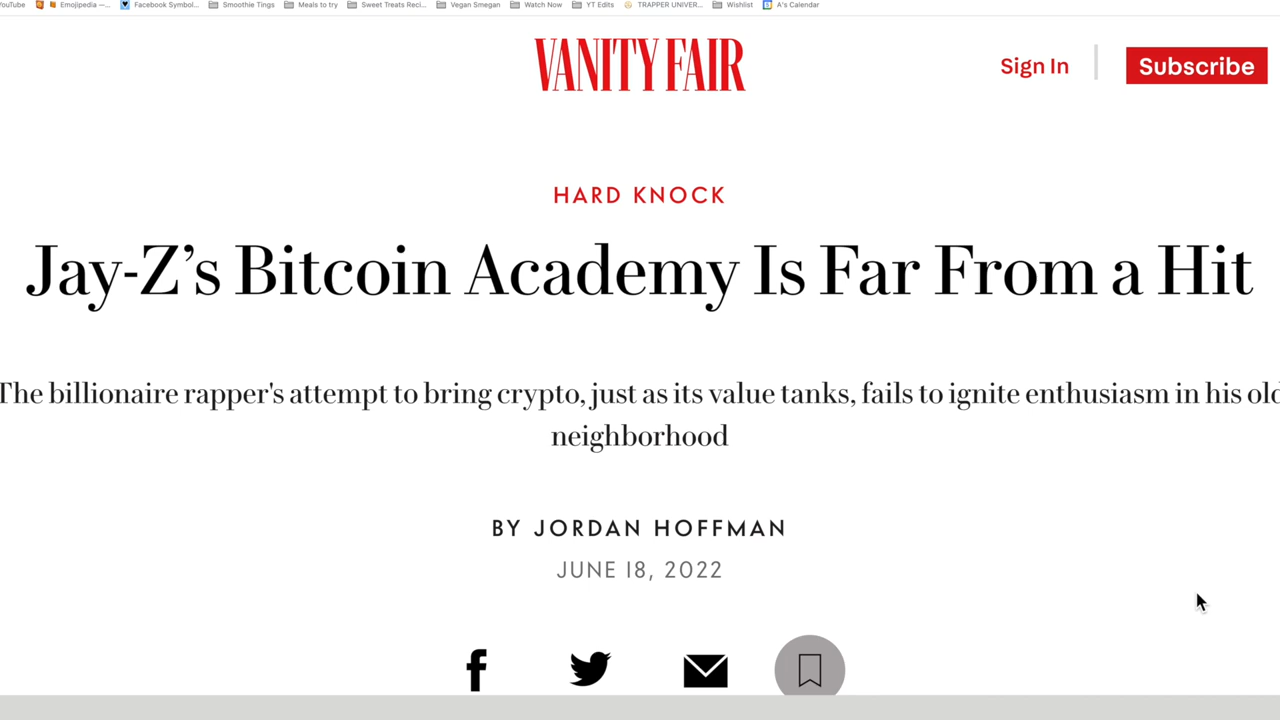 YouTube Emojipedia —... Facebook Symbol... Smoothie Tings Meals to try Sweet Treats Reci... Vegan Smegan Watch Now YT Edits TRAPPER UNIVER... Wishlist A's Calendar
VANITY FAIR
Sign In Subscribe
HARD KNOCK
Jay-Z’s Bitcoin Academy Is Far From a Hit
The billionaire rapper's attempt to bring crypto, just as its value tanks, fails to ignite enthusiasm in his old
neighborhood
BY JORDAN HOFFMAN
JUNE 18, 2022